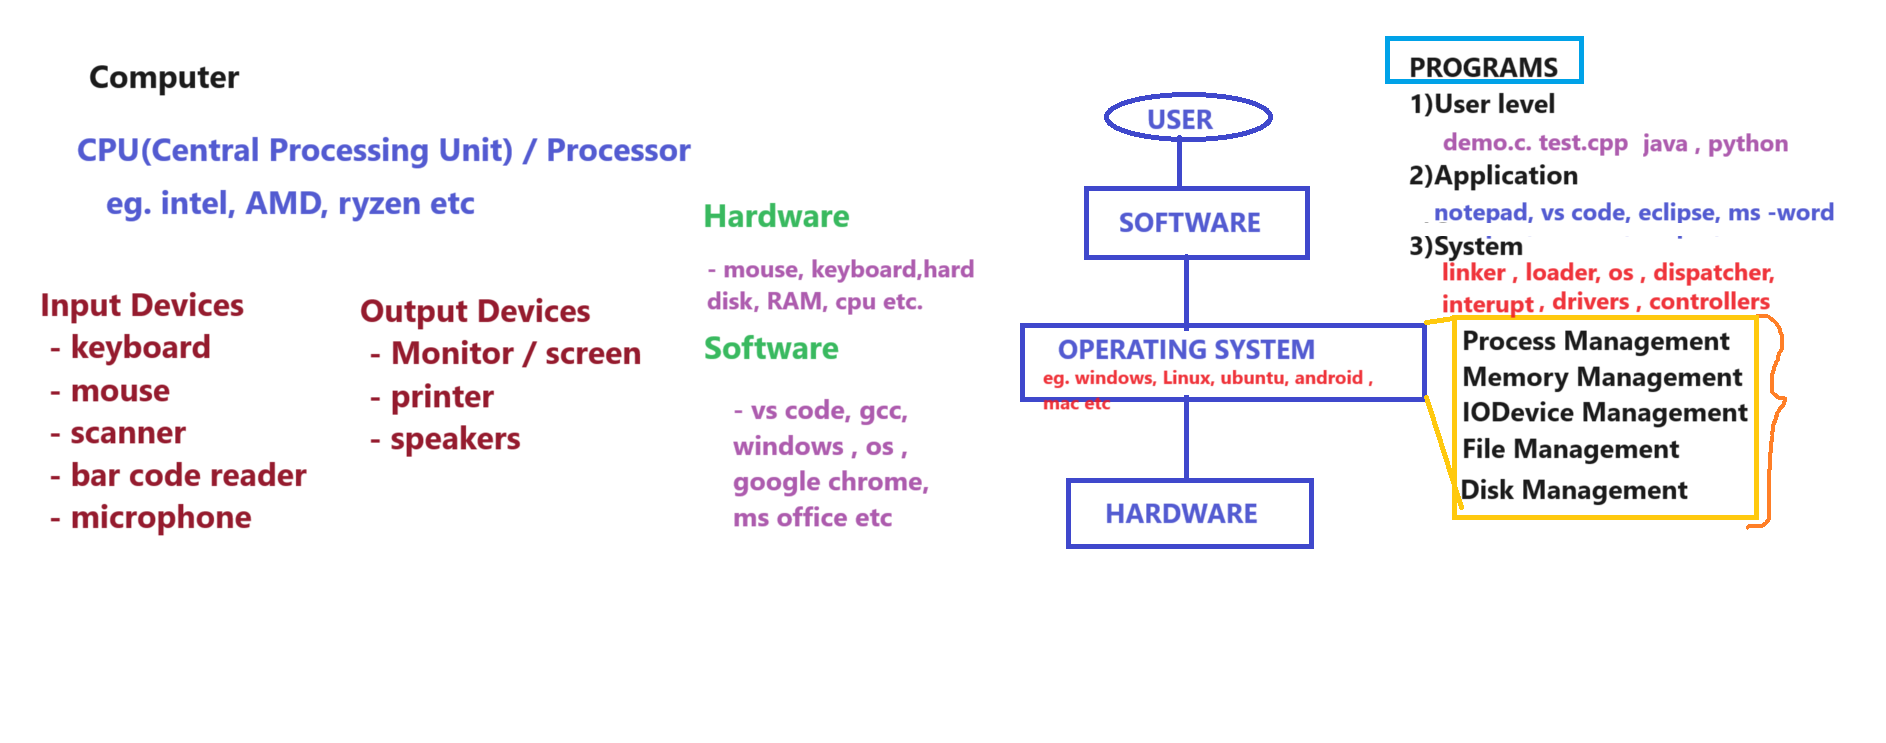 Computer
CPU(Central Processing Unit) / Processor
eg. intel, AMD, ryzen etc
Input Devices
- keyboard
- mouse
- scanner
- bar code reader
- microphone
Output Devices
- Monitor / screen
- printer
- speakers
Hardware
- mouse, keyboard,hard
disk, RAM, cpu etc.
Software
- vs code, gcc,
windows , os ,
google chrome,
ms office etc
USER
SOFTWARE
OPERATING SYSTEM
eg. windows, Linux, ubuntu, android ,
mac etc
HARDWARE
PROGRAMS
1)User level
demo.c. test.cpp java , python
2)Application
notepad, vs code, eclipse, ms -word
3)System
linker , loader, os , dispatcher,
interupt , drivers , controllers
Process Management
Memory Management
IODevice Management
File Management
Disk Management